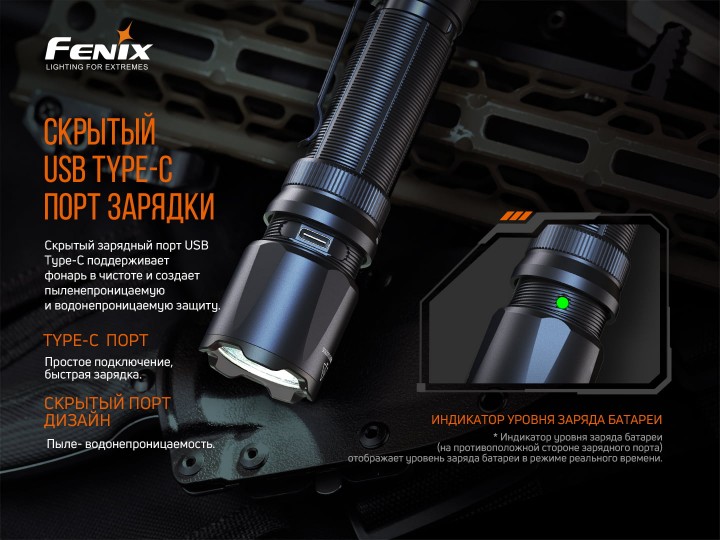 FENIX
LIGHTING FOR EXTREMES
СКРЫТЫЙ
USB TYPE-C
ПОРТ ЗАРЯДКИ
Скрытый зарядный порт USB
Type-C поддерживает
фонарь в чистоте и создает
пыленепроницаемую
и водонепроницаемую защиту.
TYPE-C ПОРТ
Простое подключение,
быстрая зарядка.
СКРЫТЫЙ ПОРТ
ДИЗАЙН
Пыле- водонепроницаемость.
ИНДИКАТОР УРОВНЯ ЗАРЯДА БАТАРЕИ
* Индикатор уровня заряда батареи
(на противоположной стороне зарядного порта)
отображает уровень заряда батареи в режиме реального времени.